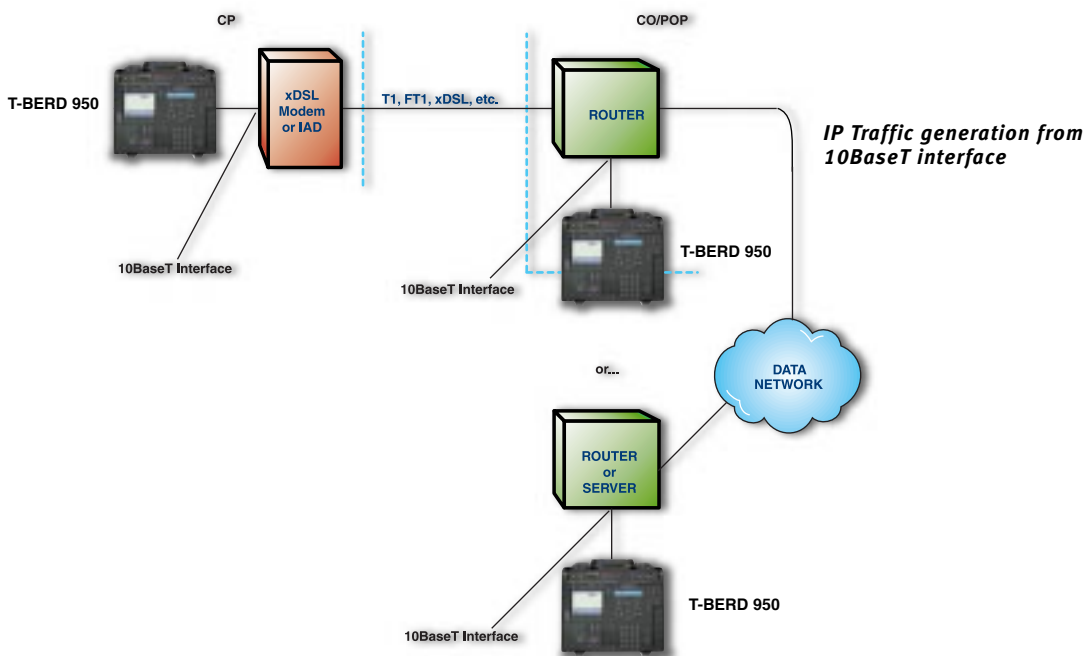 CP
CO/POP
T-BERD 950
xDSL
Modem
or IAD
T1, FT1, xDSL, etc.
ROUTER
IP Traffic generation from
10BaseT interface
10BaseT Interface
T-BERD 950
10BaseT Interface
or...
DATA
NETWORK
ROUTER
or
SERVER
T-BERD 950
10BaseT Interface